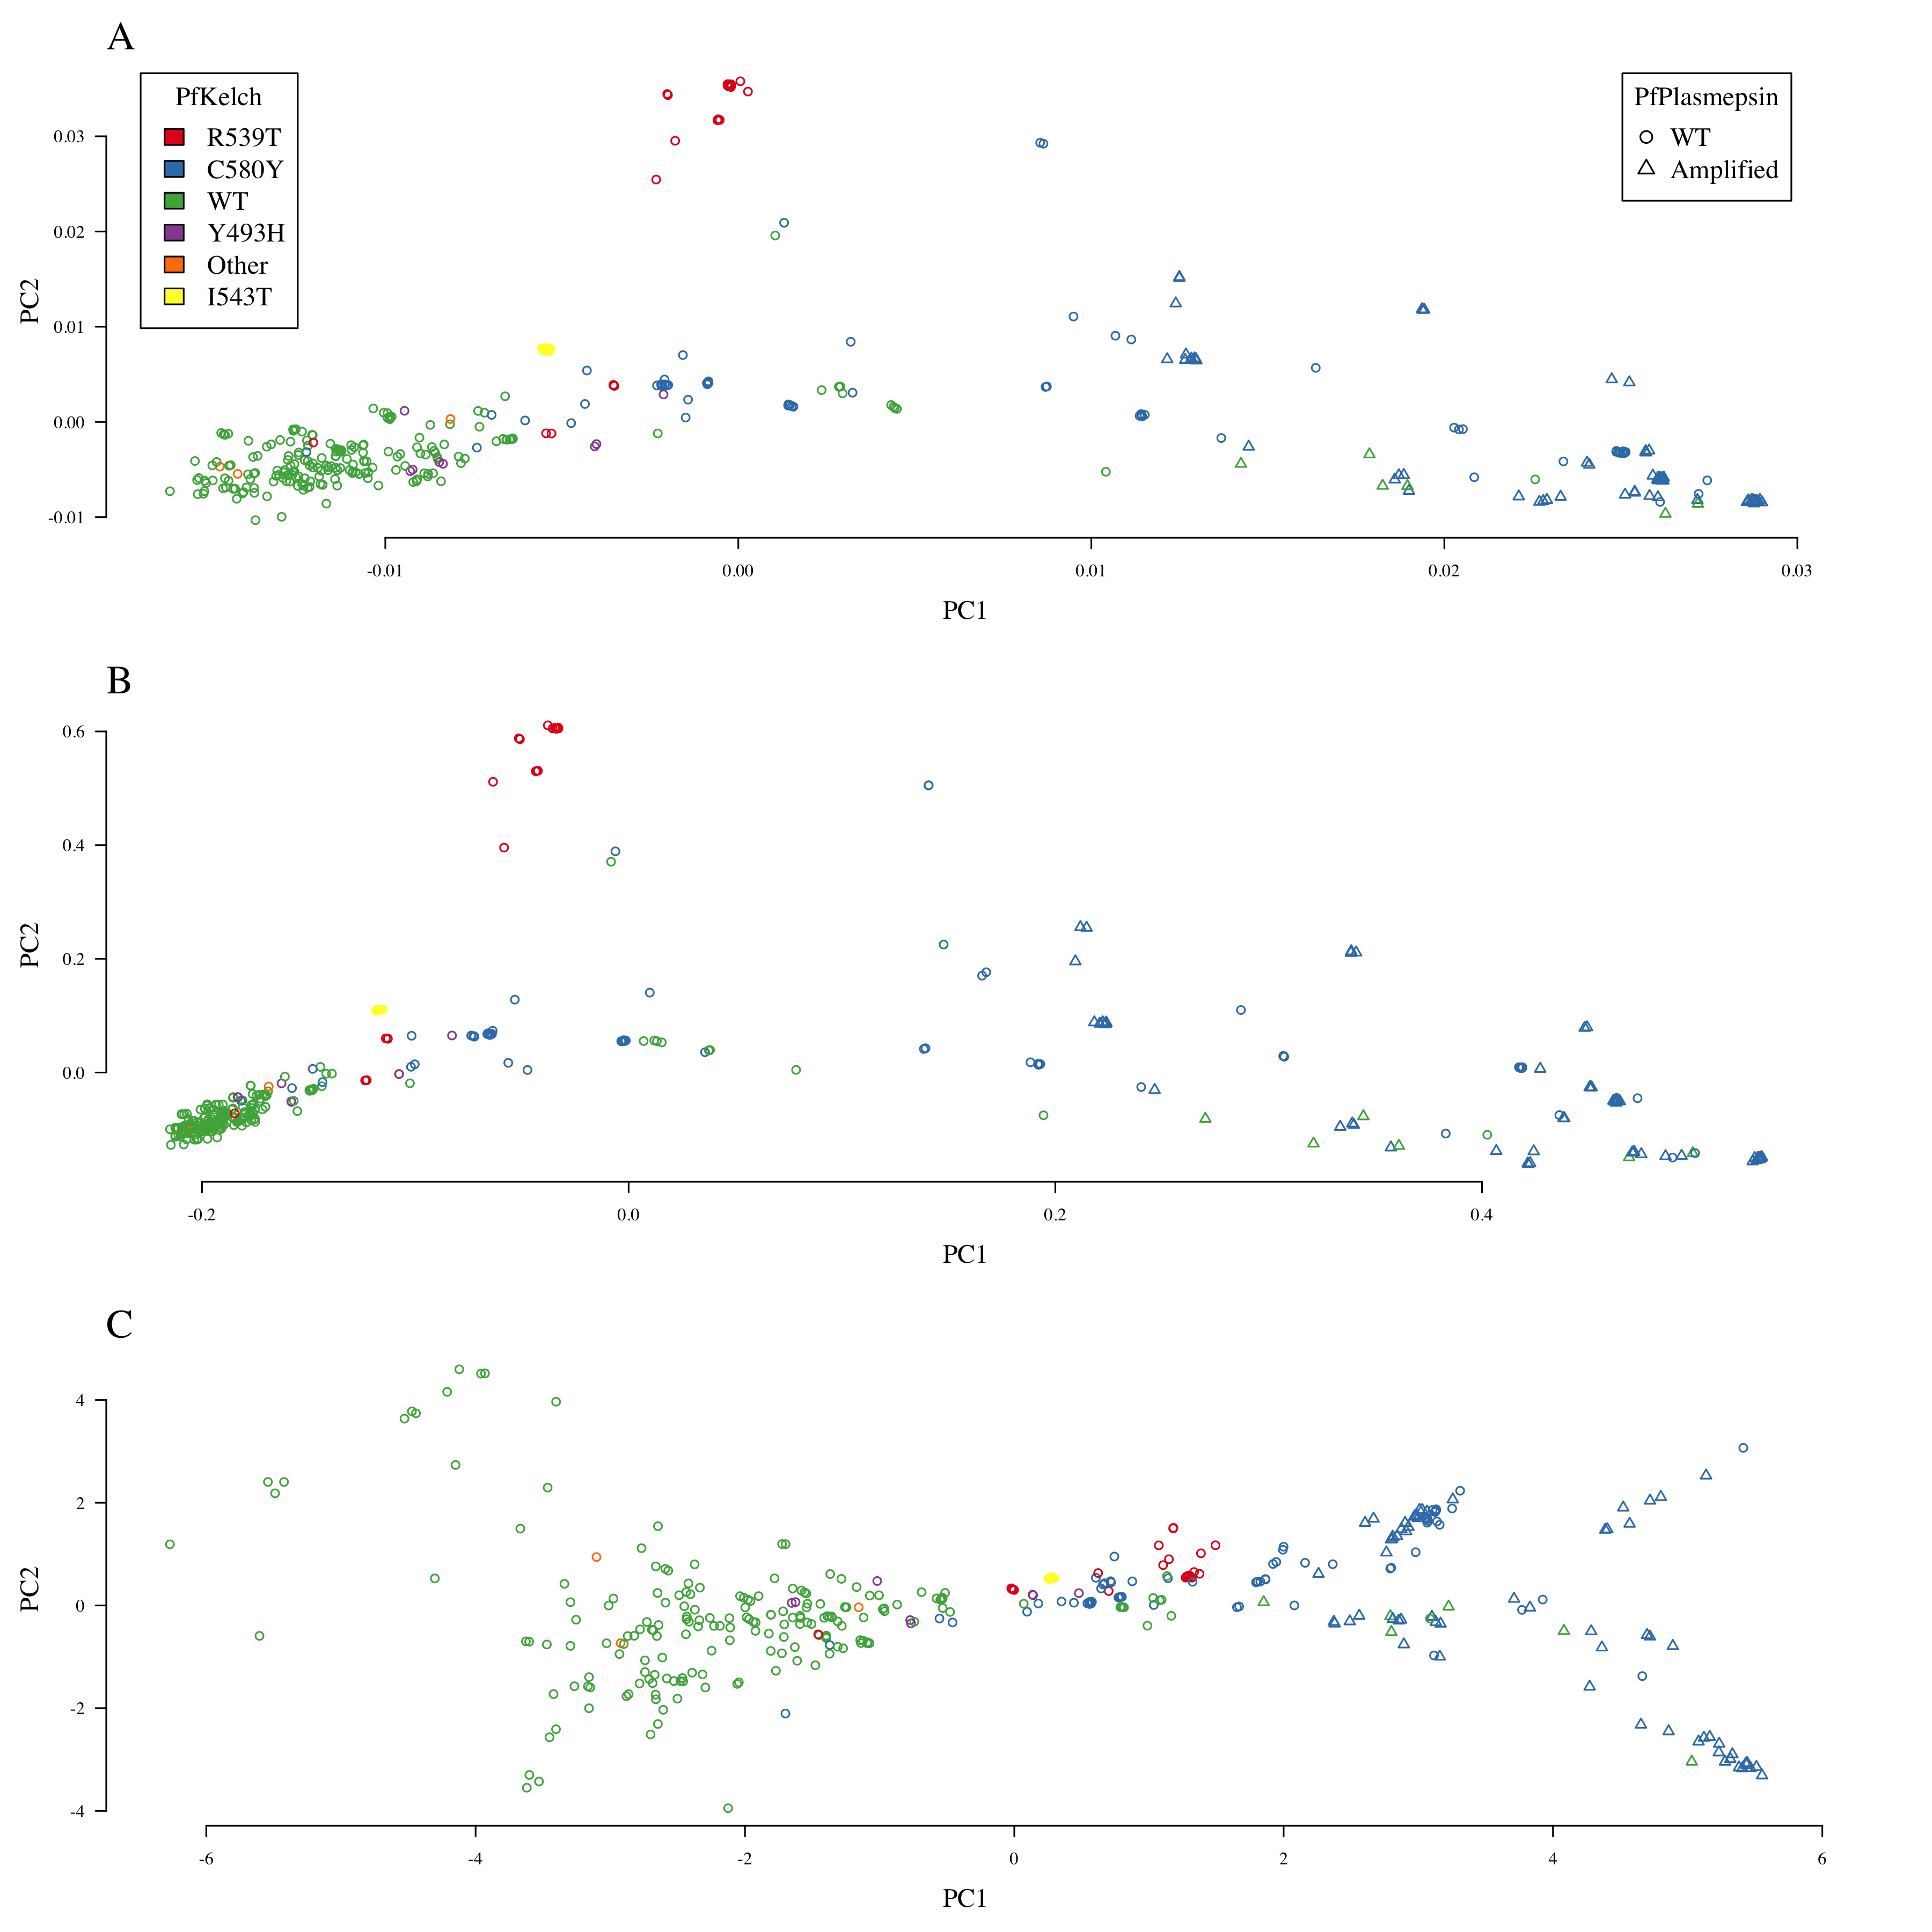 A
PfKelch
R539T
C580Y
WT
Y493H
Other
I543T
PfPlasmepsin
WT
Amplified
PC2
0.03
0.02
0.01
0.00
-0.01
-0.01 0.00 0.01 0.02 0.03
PC1
B
PC2
0.6
0.4
0.2
0.0
-0.2 0.0 0.2 0.4
PC1
C
PC2
4
2
0
-2
-4
-6 -4 -2 0 2 4 6
PC1